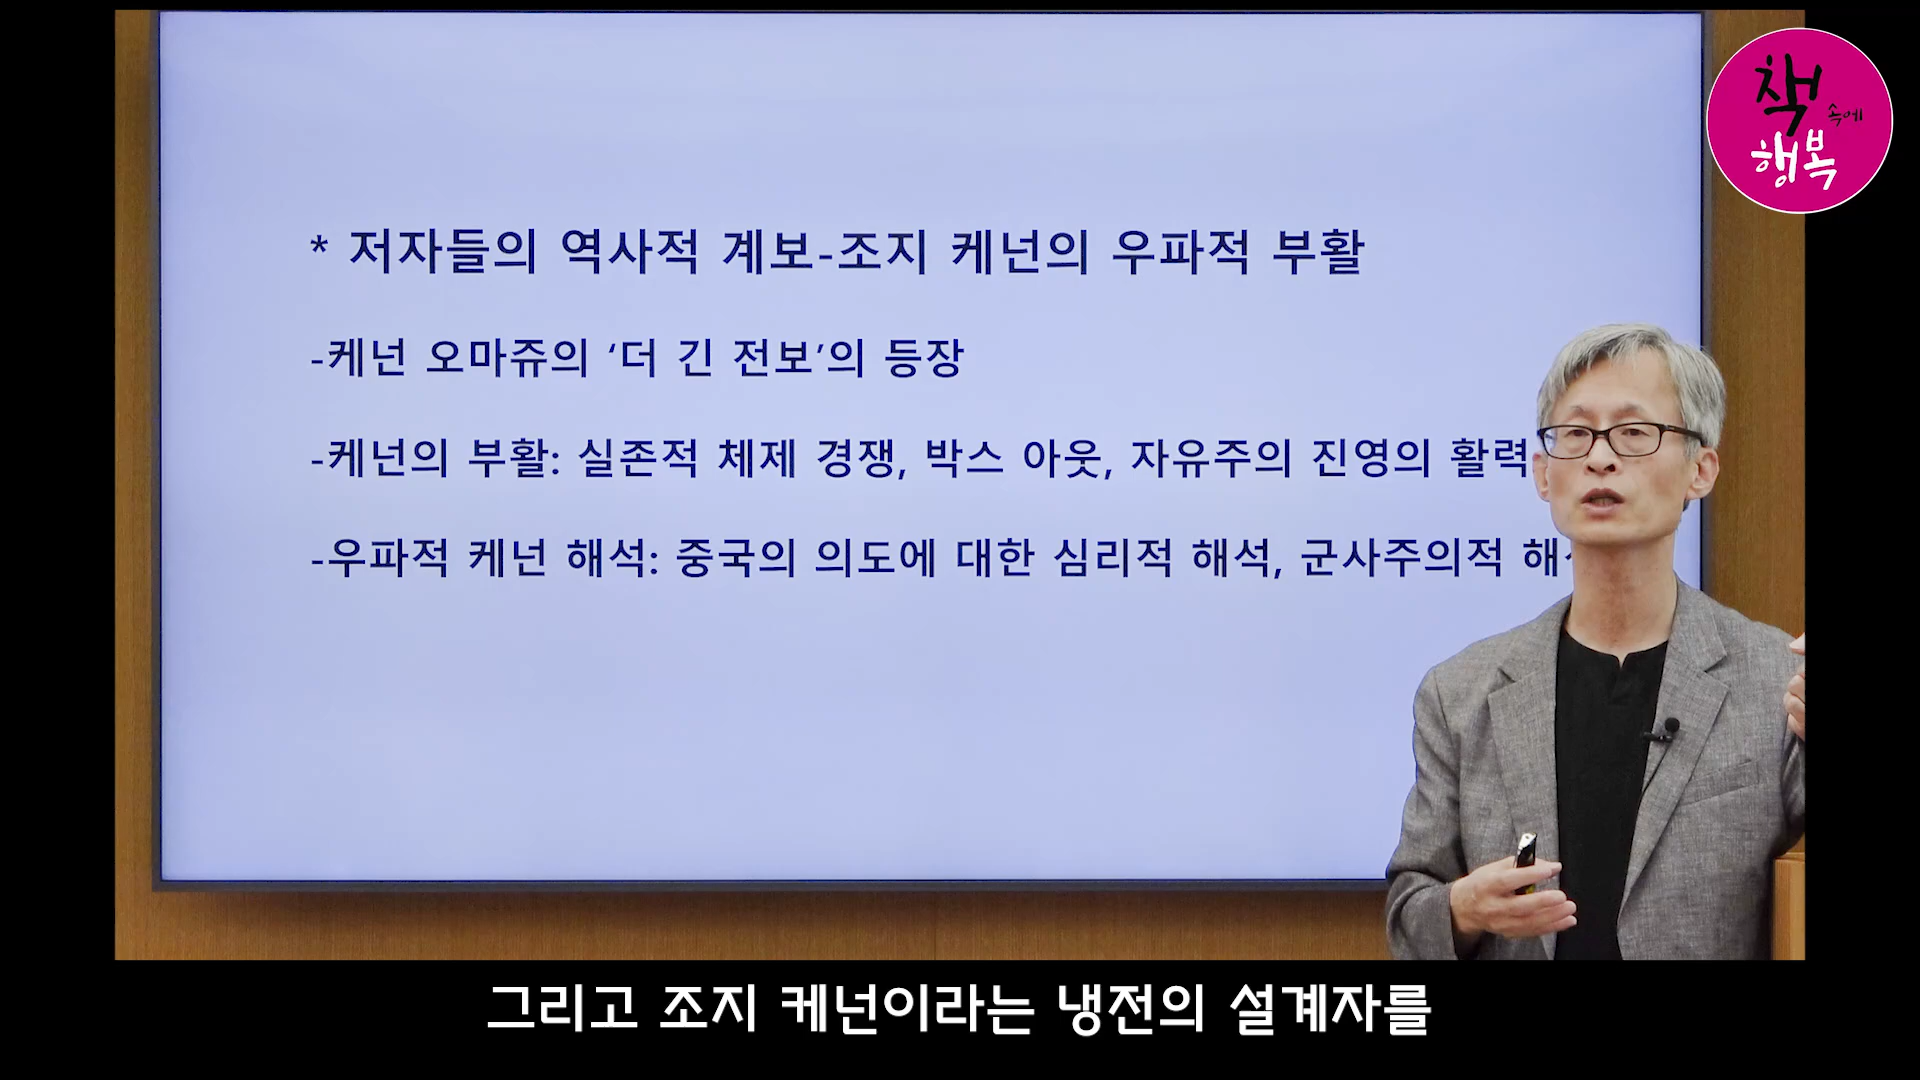 책
속에
행복
* 저자들의 역사적 계보-조지 케넌의 우파적 부활
-케넌 오마쥬의 ‘더 긴 전보’의 등장
-케넌의 부활: 실존적 체제 경쟁, 박스 아웃, 자유주의 진영의 활력
-우파적 케넌 해석: 중국의 의도에 대한 심리적 해석, 군사주의적
그리고 조지 케넌이라는 냉전의 설계자를